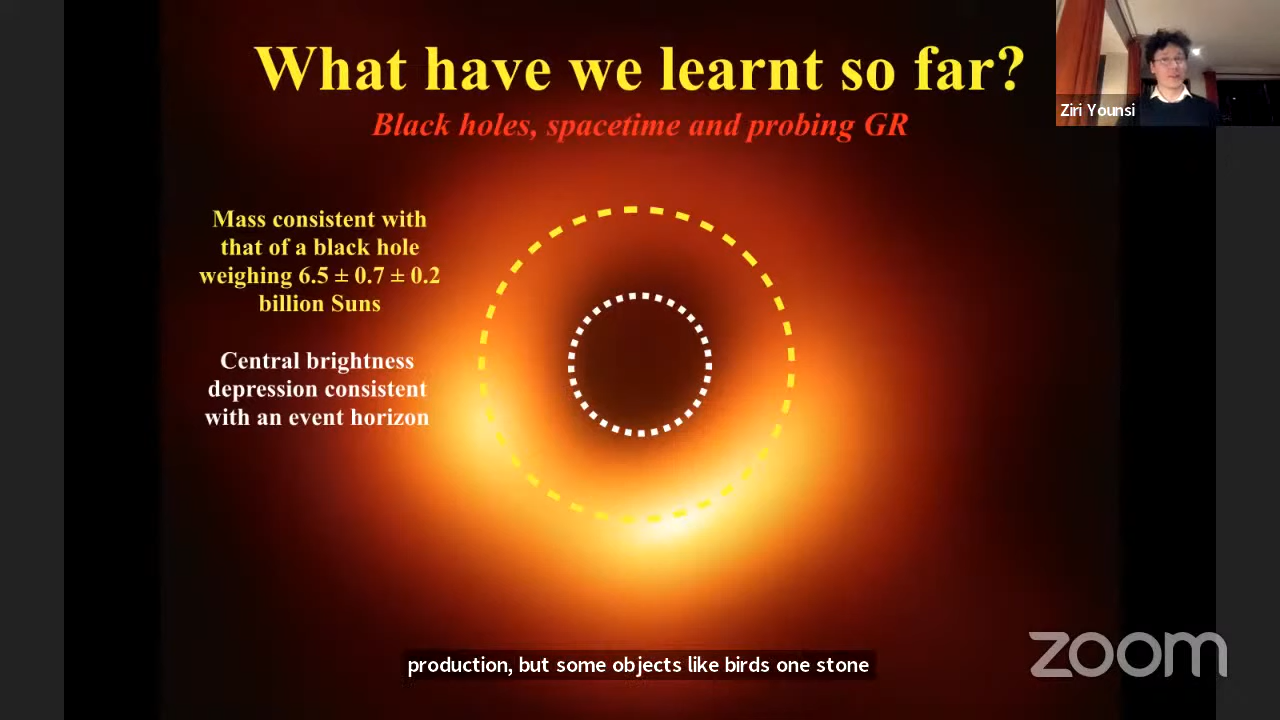 What have we learnt so far?
Black holes, spacetime and probing GR
Ziri Younsi
Mass consistent with
that of a black hole
weighing 6.5 ± 0.7 ± 0.2
billion Suns
Central brightness
depression consistent
with an event horizon
production, but some objects like birds one stone
zoom